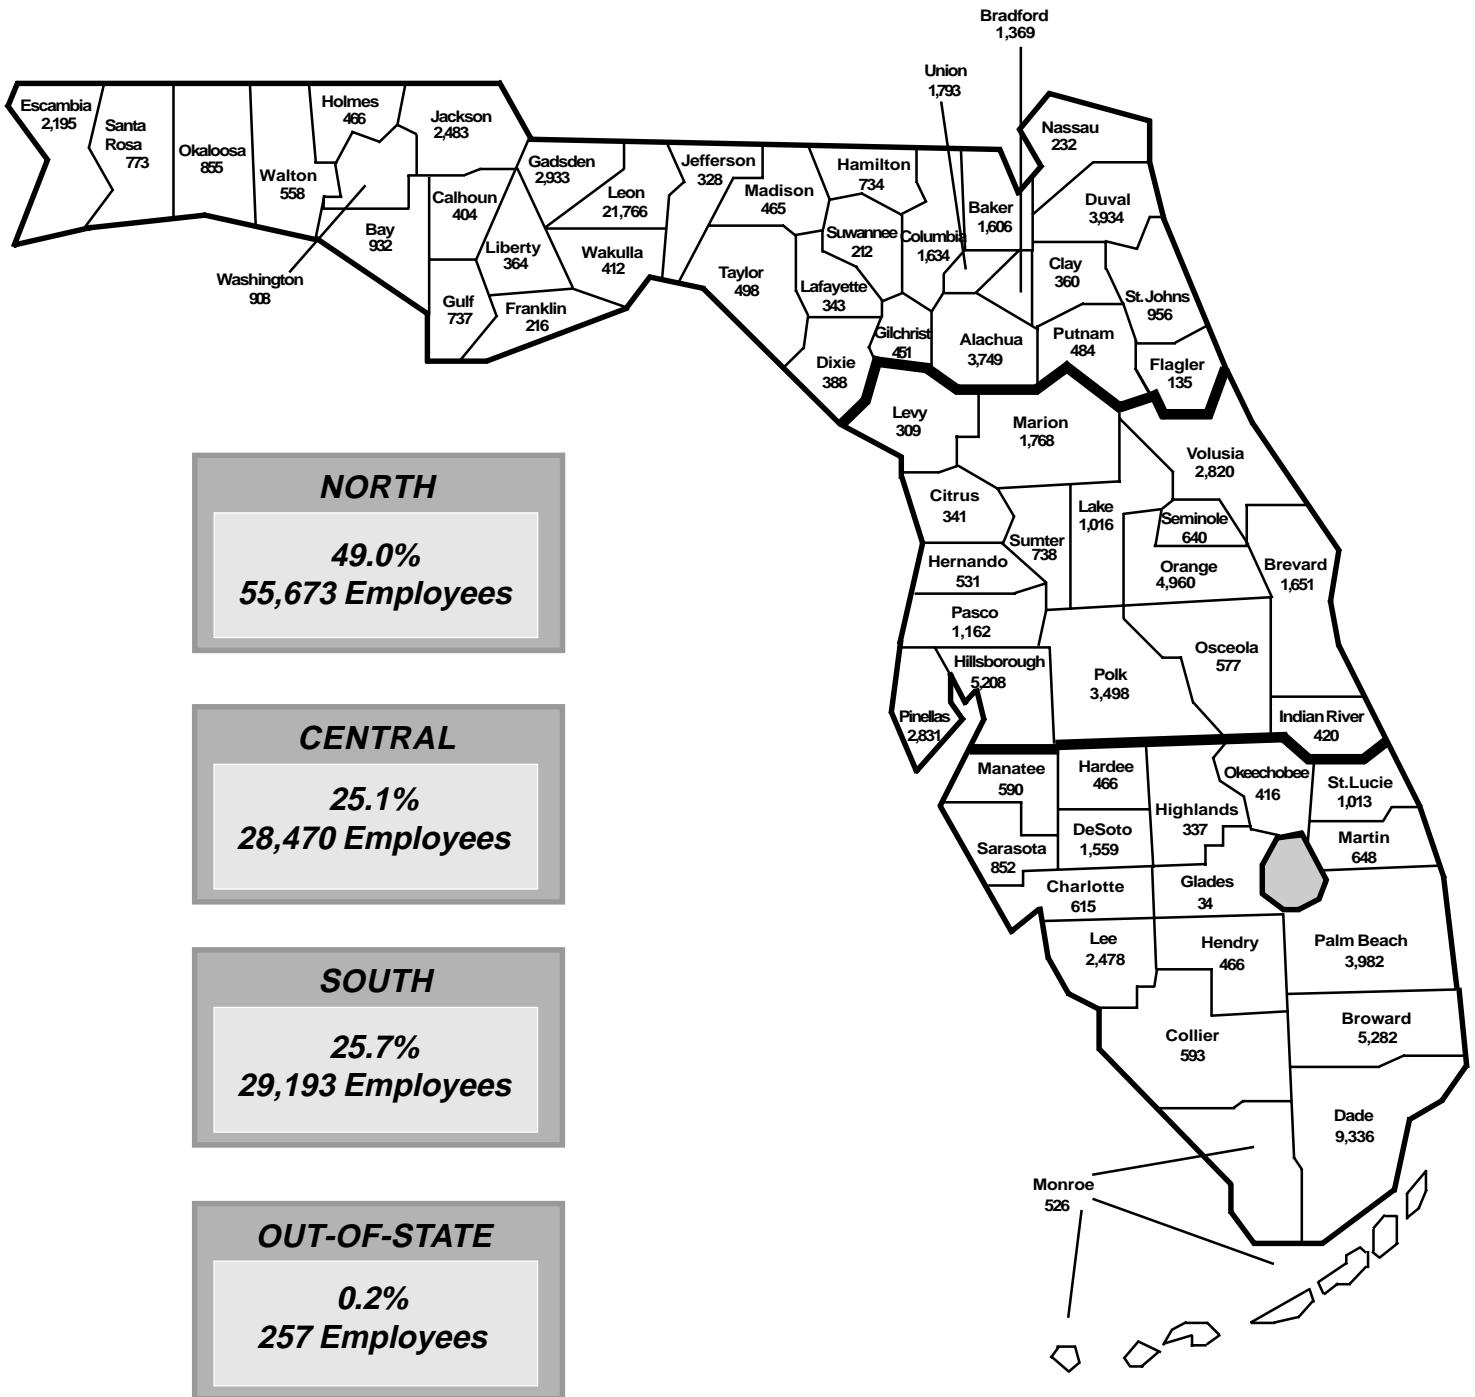 Bradford
1,369
Union
1,793
Escambia
2,195
Santa
Rosa
773
Okaloosa
855
Walton
558
Holmes
466
Jackson
2,483
Washington
908
Bay
932
Calhoun
404
Gulf
737
Liberty
364
Gadsden
2,933
Leon
21,766
Wakulla
412
Franklin
216
Jefferson
328
Madison
465
Taylor
498
Hamilton
734
Suwannee
212
Lafayette
343
Dixie
388
Columbia
1,634
Gilchrist
451
Baker
1,606
Alachua
3,749
Nassau
232
Duval
3,934
Clay
360
St.Johns
956
Putnam
484
Flagler
135
Levy
309
Marion
1,768
Volusia
2,820
Citrus
341
Sumter
738
Lake
1,016
Seminole
640
Orange
4,960
Brevard
1,651
Hernando
531
Pasco
1,162
Hillsborough
5,208
Pinellas
2,831
Polk
3,498
Osceola
577
Indian River
420
Manatee
590
Hardee
466
Highlands
337
Okeechobee
416
St.Lucie
1,013
Sarasota
852
DeSoto
1,559
Martin
648
Charlotte
615
Glades
34
Lee
2,478
Hendry
466
Palm Beach
3,982
Collier
593
Broward
5,282
Dade
9,336
Monroe
526
NORTH
49.0%
55,673 Employees
CENTRAL
25.1%
28,470 Employees
SOUTH
25.7%
29,193 Employees
OUT-OF-STATE
0.2%
257 Employees